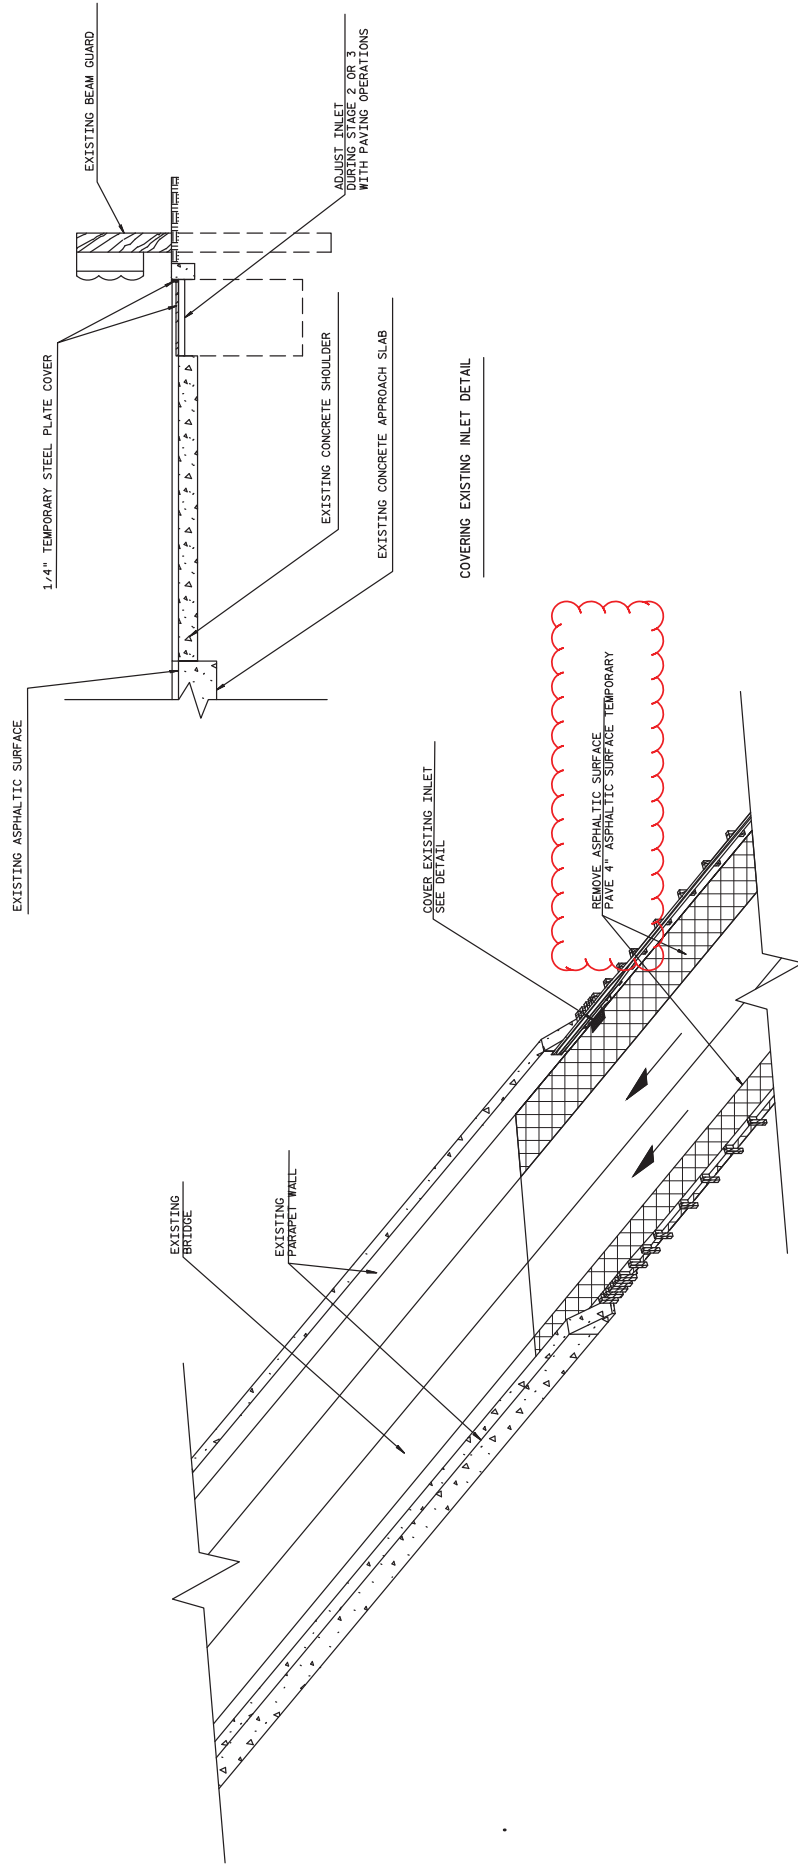 EXISTING ASPHALTIC SURFACE
1/4" TEMPORARY STEEL PLATE COVER
EXISTING BEAM GUARD
ADJUST INLET
DURING STAGE 2 OR 3
WITH PAVING OPERATIONS
EXISTING CONCRETE SHOULDER
EXISTING CONCRETE APPROACH SLAB
COVERING EXISTING INLET DETAIL
EXISTING
BRIDGE
EXISTING
PARAPET WALL
COVER EXISTING INLET
SEE DETAIL
REMOVE ASPHALTIC SURFACE
PAVE 4" ASPHALTIC SURFACE TEMPORARY